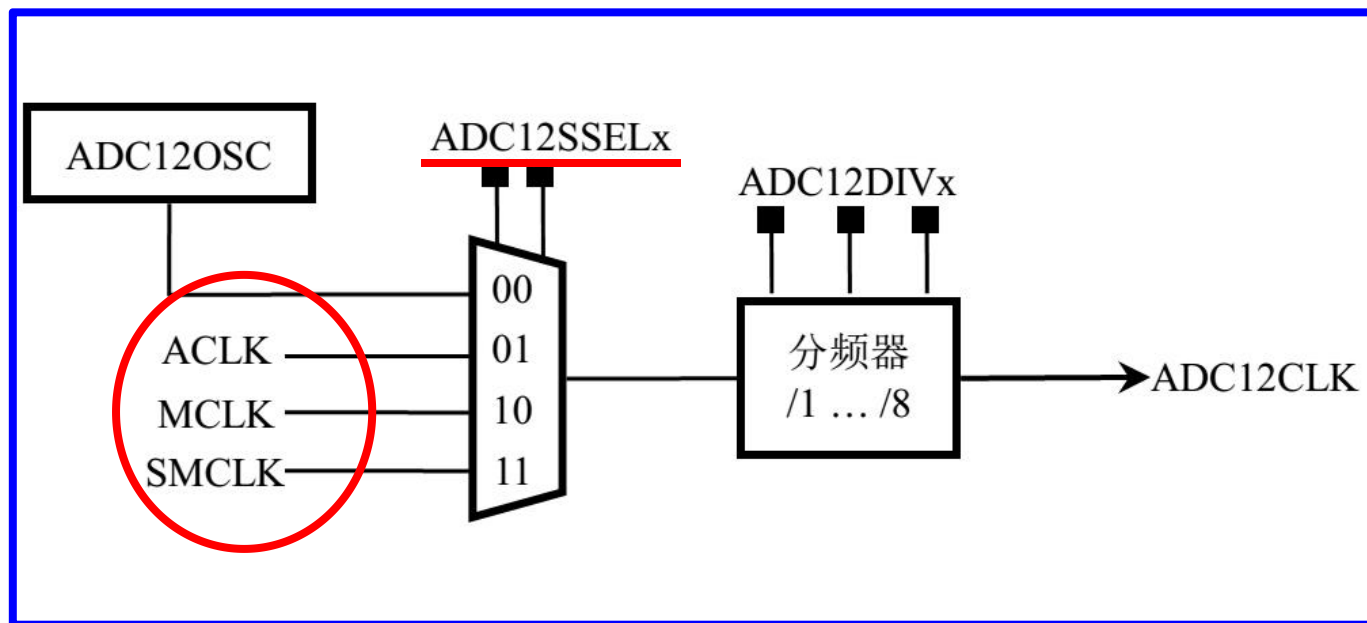 ADC12OSC
ADC12SSELx
ADC12DIVx
00
ACLK
01
MCLK
10
SMCLK
11
分频器
/1 … /8
ADC12CLK